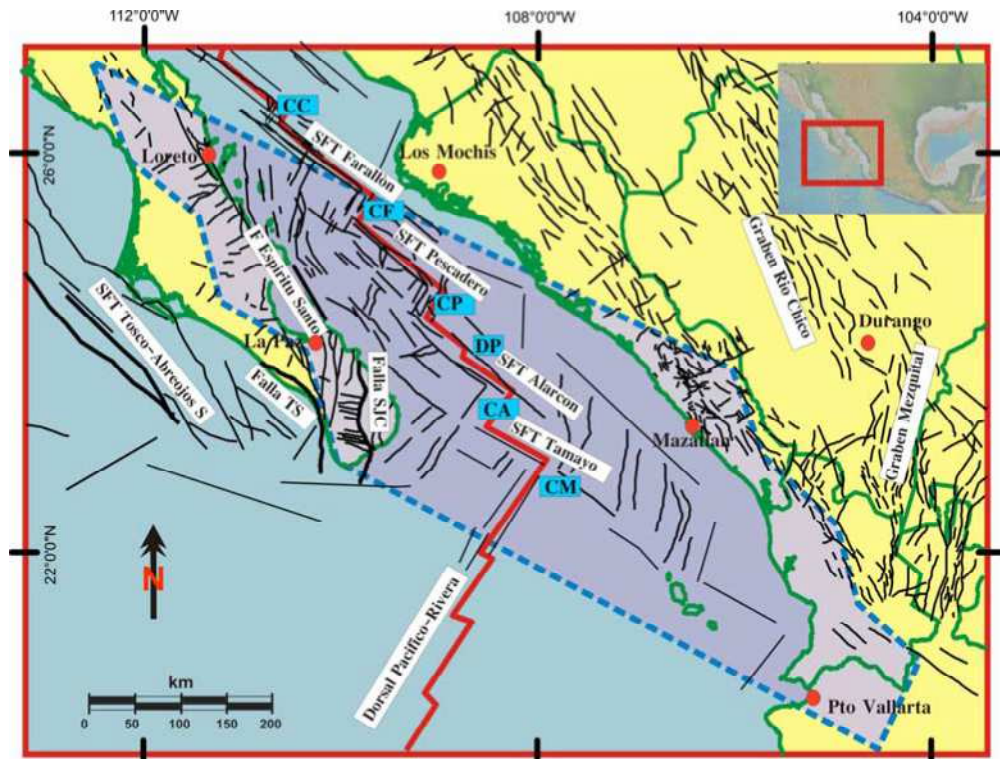 112°0'0"W
108°0'0"W
104°0'0"W
26°0'0"N
22°0'0"N
CC
SFT Farallon
Loreto
Los Mochis
CF
SFT Pescadero
F Espiritu Santo
Graben Rio Chico
CP
SFT Tosco-Abreojos S
Durango
La Paz
DP
Falla TS
Falla SJC
SFT Alarcon
Graben Mezquital
CA
SFT Tamayo
Mazatlan
CM
N
Dorsal Pacifico-Rivera
km
0 50 100 150 200
Pto Vallarta